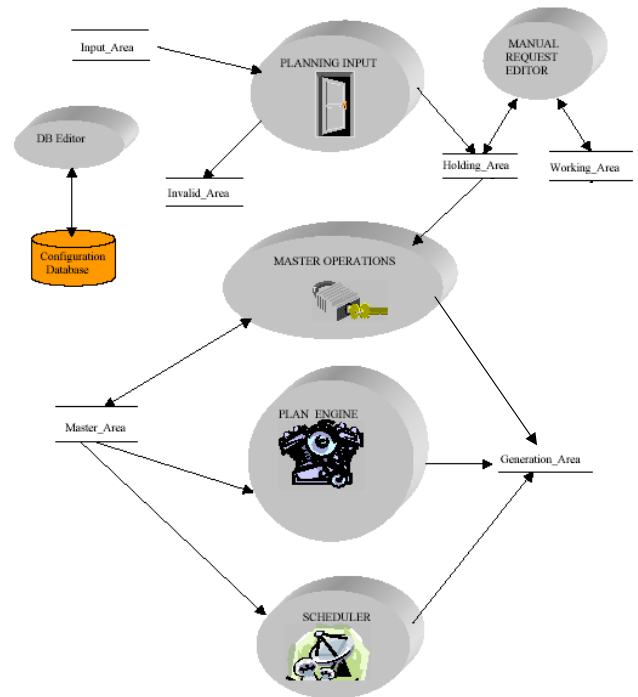 Input_Area
PLANNING INPUT
MANUAL
REQUEST
EDITOR
DB Editor
Invalid_Area
Holding_Area
Working_Area
Configuration
Database
MASTER OPERATIONS
Master_Area
PLAN ENGINE
Generation_Area
SCHEDULER